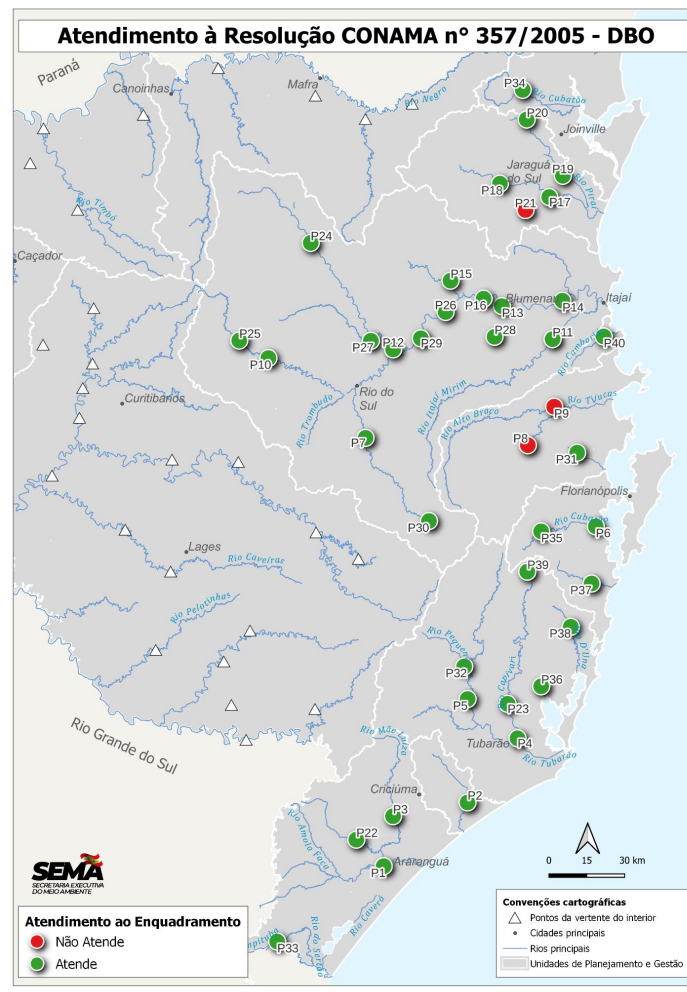 Atendimento à Resolução CONAMA n° 357/2005 - DBO
Paraná
Canoinhas
Mafra
Rio Negro
P34
Rio Cubatão
P20
Joinville
Jaraguá
do Sul
P19
P18
Rio Piraí
P17
P21
Rio Timbó
P24
Caçador
P15
Blumenau
Itajaí
P16
P13
P14
P26
P25
P27
P12
P29
P28
P11
P40
Rio Camboriú
P10
Rio do
Sul
Curitibanos
Rio Trombudo
Rio Itajaí Mirim
Rio Alto Braço
Rio Tijucas
P9
P7
P8
P31
Florianópolis
P30
Rio Cubatão
P6
P35
Lages
Rio Caveiras
P39
P37
Rio Pelotinhas
P38
Rio Pequeno
D'Una
P32
Rio Capivari
P36
P5
P23
Rio Mãe Luzia
Tubarão
P4
Rio Tubarão
Rio Grande do Sul
Criciúma
P2
P3
Rio Amola Faca
P22
Araranguá
P1
Rio Caverá
Rio do Sertão
P33
SEMA
SECRETARIA EXECUTIVA
DO MEIO AMBIENTE
0 15 30 km
Atendimento ao Enquadramento
Não Atende
Atende
Convenções cartográficas
Pontos da vertente do interior
Cidades principais
Rios principais
Unidades de Planejamento e Gestão